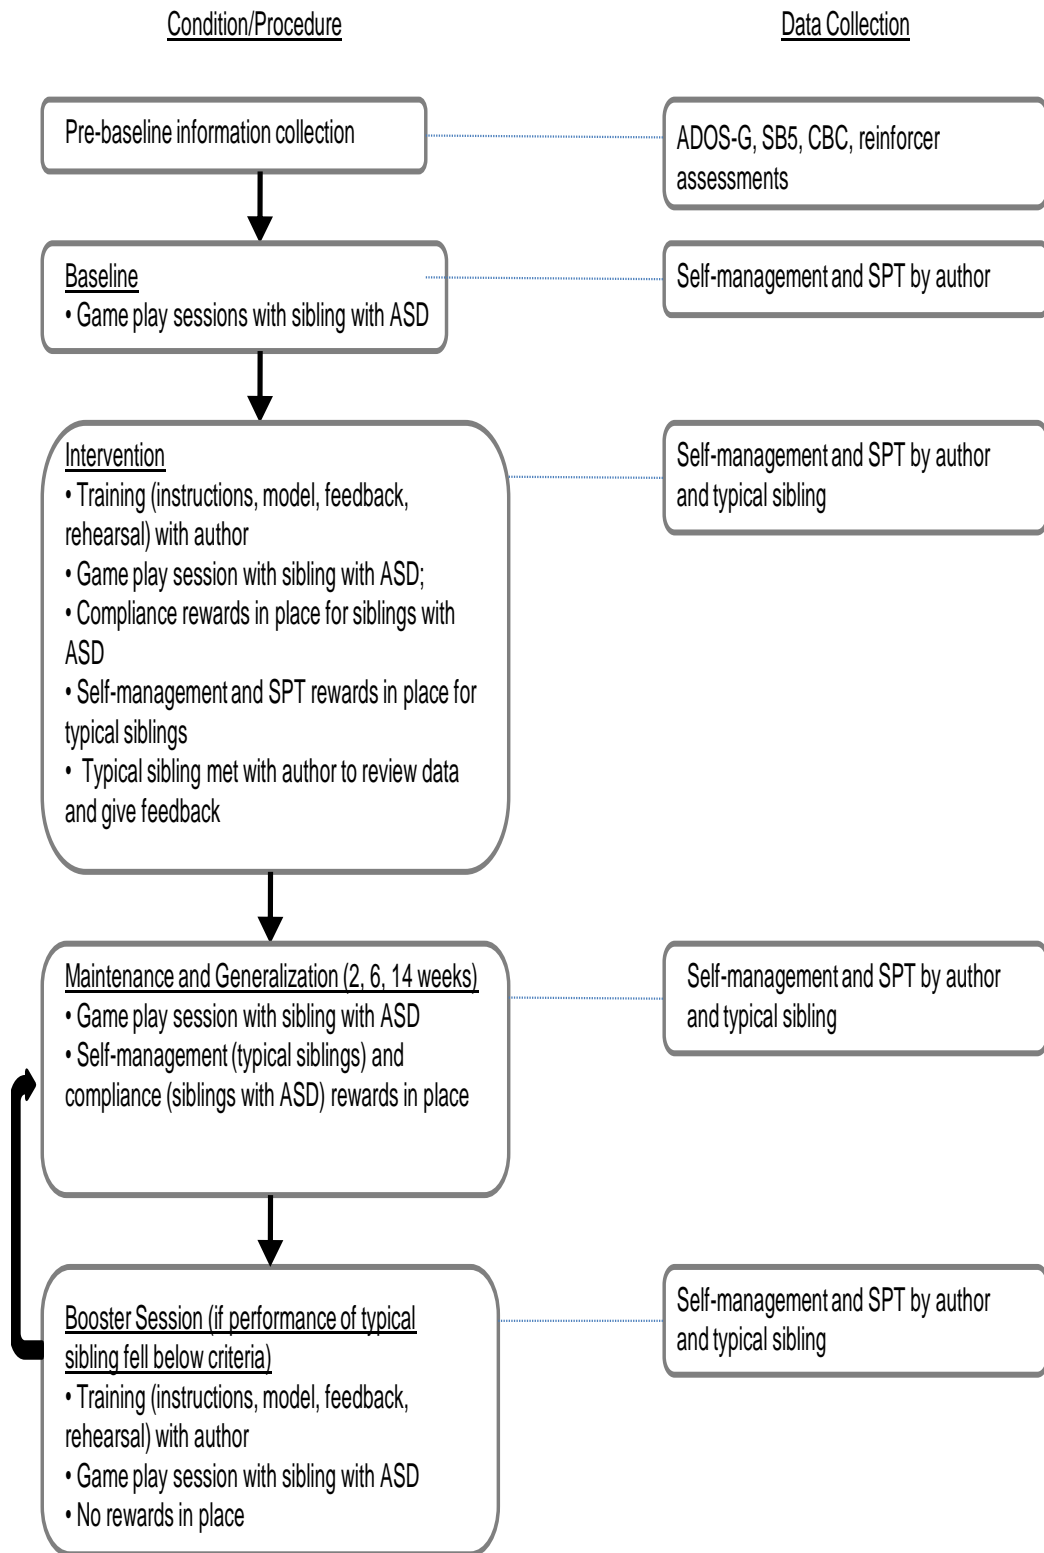 Condition/Procedure
Data Collection
Pre-baseline information collection
ADOS-G, SB5, CBC, reinforcer
assessments
Baseline
• Game play sessions with sibling with ASD
Self-management and SPT by author
Intervention
• Training (instructions, model, feedback,
rehearsal) with author
• Game play session with sibling with ASD;
• Compliance rewards in place for siblings with
ASD
• Self-management and SPT rewards in place for
typical siblings
• Typical sibling met with author to review data
and give feedback
Self-management and SPT by author
and typical sibling
Maintenance and Generalization (2, 6, 14 weeks)
• Game play session with sibling with ASD
• Self-management (typical siblings) and
compliance (siblings with ASD) rewards in place
Self-management and SPT by author
and typical sibling
Booster Session (if performance of typical
sibling fell below criteria)
• Training (instructions, model, feedback,
rehearsal) with author
• Game play session with sibling with ASD
• No rewards in place
Self-management and SPT by author
and typical sibling